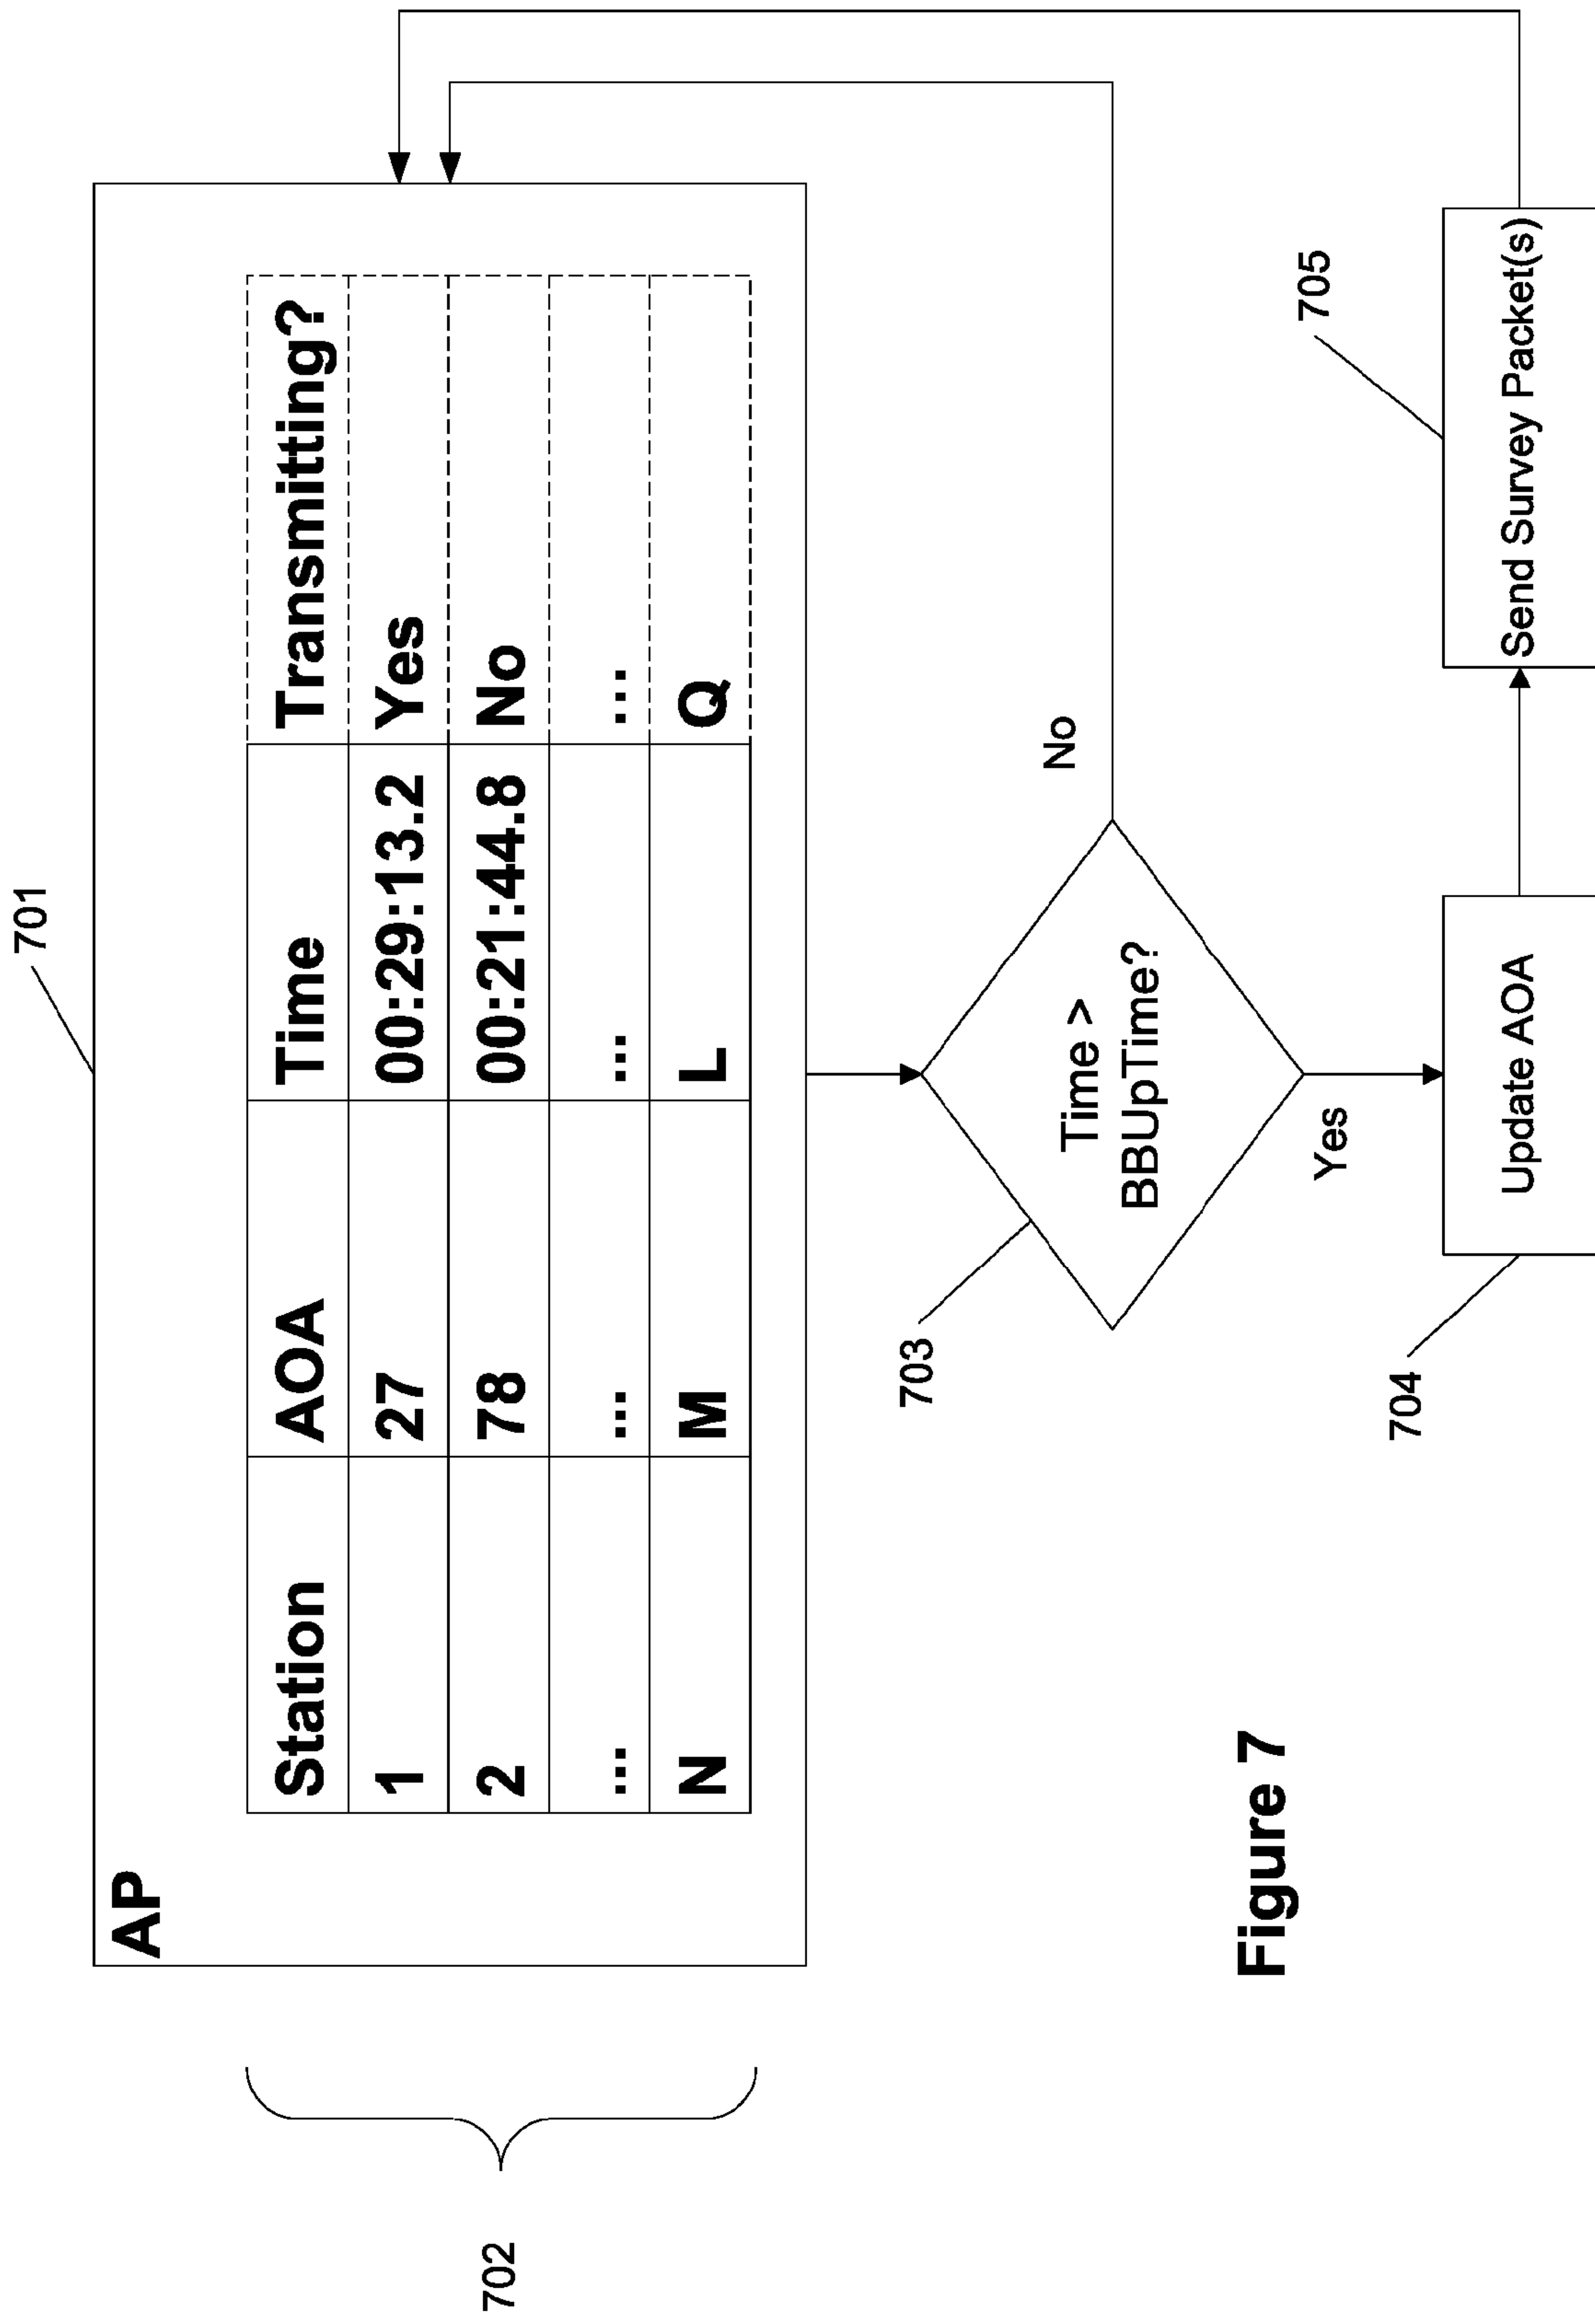 701
AP
Station AOA Time Transmitting?
1 27 00:29:13.2 Yes
2 78 00:21:44.8 No
... ... ... ...
N M L Q
702
703
Time >
BBUpTime?
No
Yes
704
Update AOA
705
Send Survey Packet(s)
Figure 7